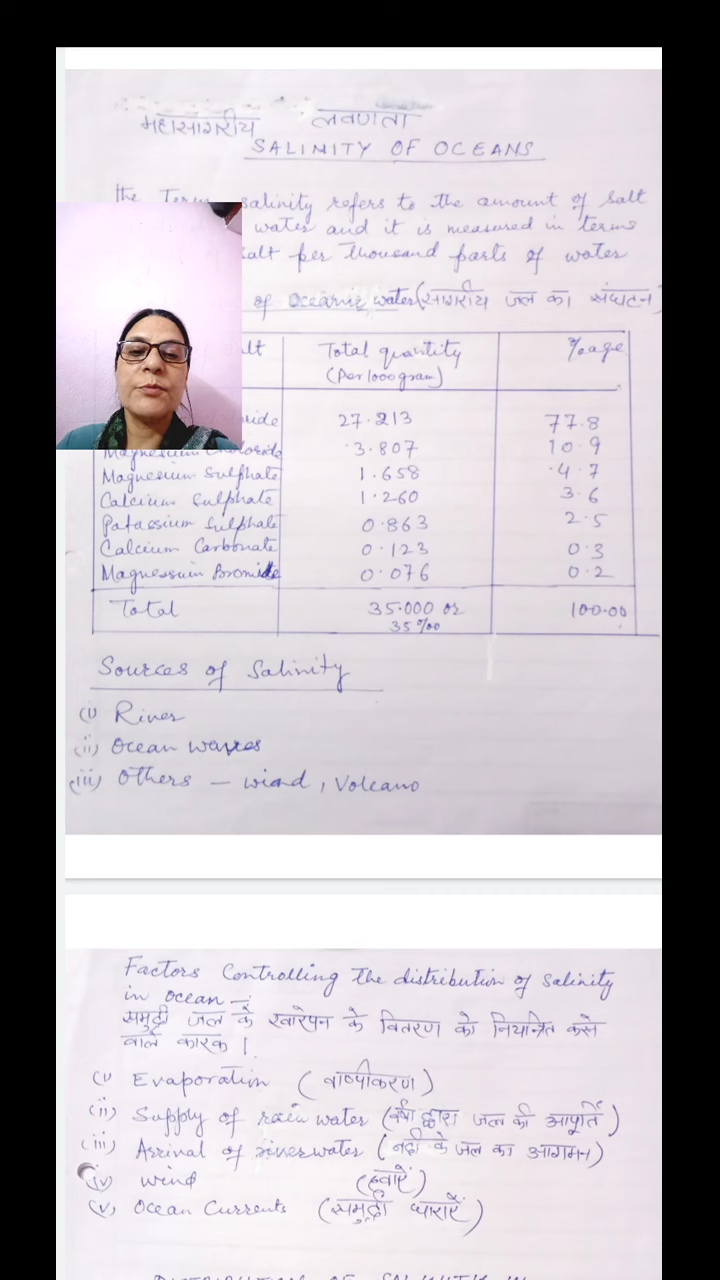 महासागरीय लवणता
SALINITY OF OCEANS
The Term salinity refers to the amount of salt
water and it is measured in terms
salt per thousand parts of water
of oceanic water (सागरीय जल का संघटन)
Total quantity %age
(Per 1000 gram)
27.213 77.8
Magnesium Choloride 3.807 10.9
Magnesium Sulphate 1.658 4.7
Calcium Sulphate 1.260 3.6
Patassium Sulphate 0.863 2.5
Calcium Carbonate 0.123 0.3
Magnessium Bromide 0.076 0.2
Total 35.000 or 100.00
35 ‰
Sources of Salinity
(i) River
(ii) Ocean waves
(iii) Others — wind, Volcano
Factors Controlling the distribution of salinity
in ocean -:
समुद्री जल के खारेपन के वितरण को नियन्त्रित करने
वाले कारक ।
(i) Evaporation (वाष्पीकरण)
(ii) Supply of rain water (वर्षा द्वारा जल की आपूर्ति)
(iii) Arrival of river water (नदी के जल का आगमन)
(iv) wind (हवाएँ)
(v) Ocean Currents (समुद्री धाराएँ)